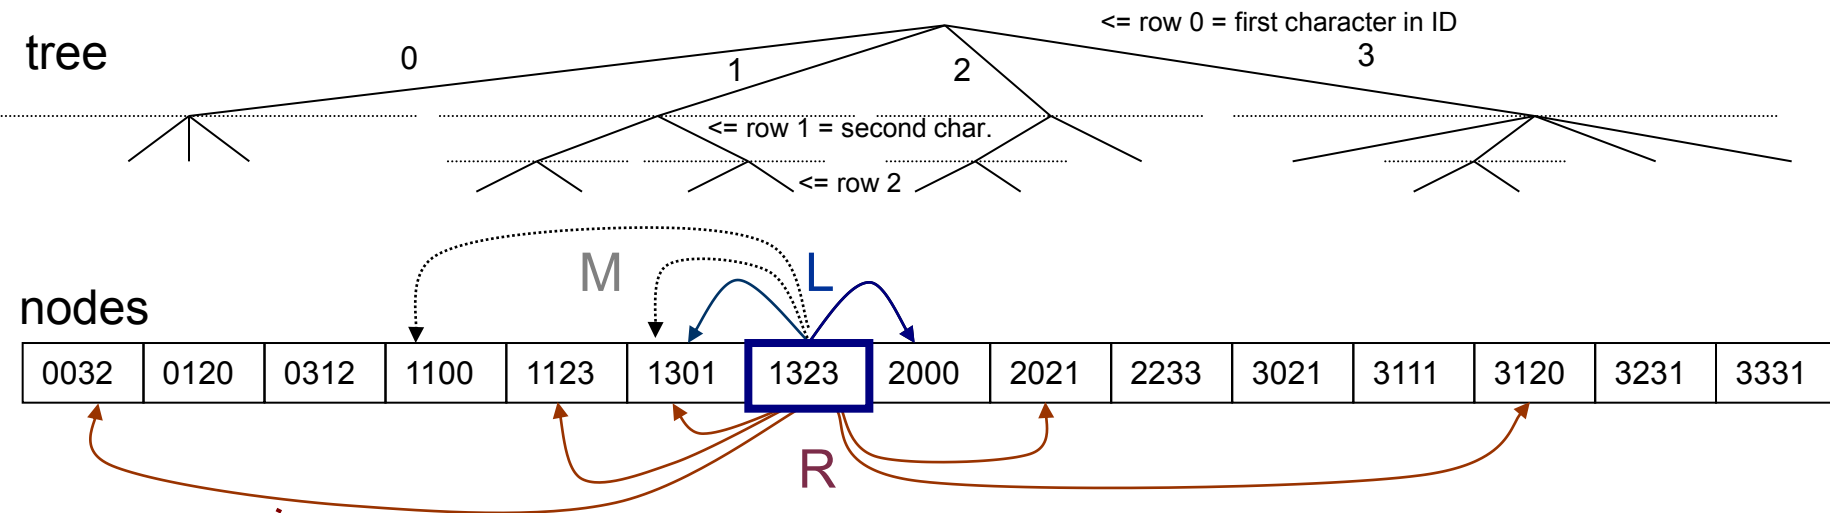 <= row 0 = first character in ID
tree
0
1
2
3
<= row 1 = second char.
<= row 2
M
L
nodes
0032 0120 0312 1100 1123 1301 1323 2000 2021 2233 3021 3111 3120 3231 3331
R